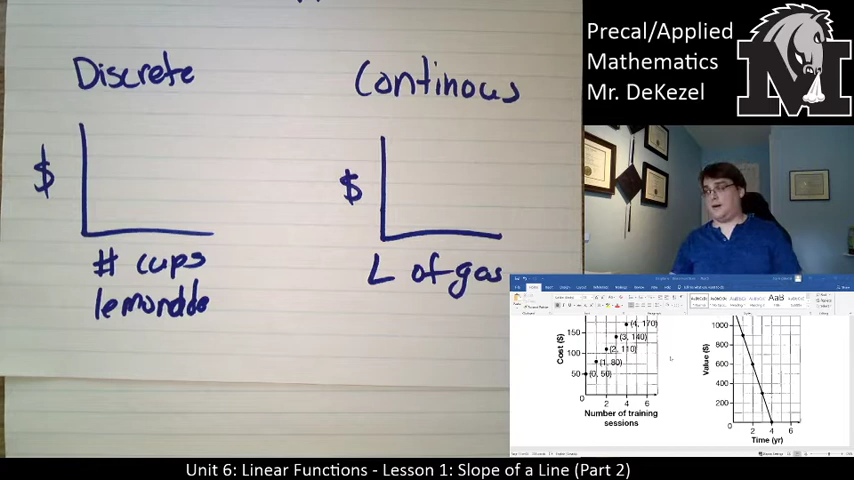 Discrete
Continous
$
# cups
lemondde
$
L of gas
Precal/Applied
Mathematics
Mr. DeKezel
M
Cost ($)
150
100
50
0
2
4
6
(4, 170)
(3, 140)
(2, 110)
(1, 80)
(0, 50)
Number of training
sessions
Value ($)
1000
800
600
400
200
0
2
4
6
Time (yr)
Unit 6: Linear Functions - Lesson 1: Slope of a Line (Part 2)